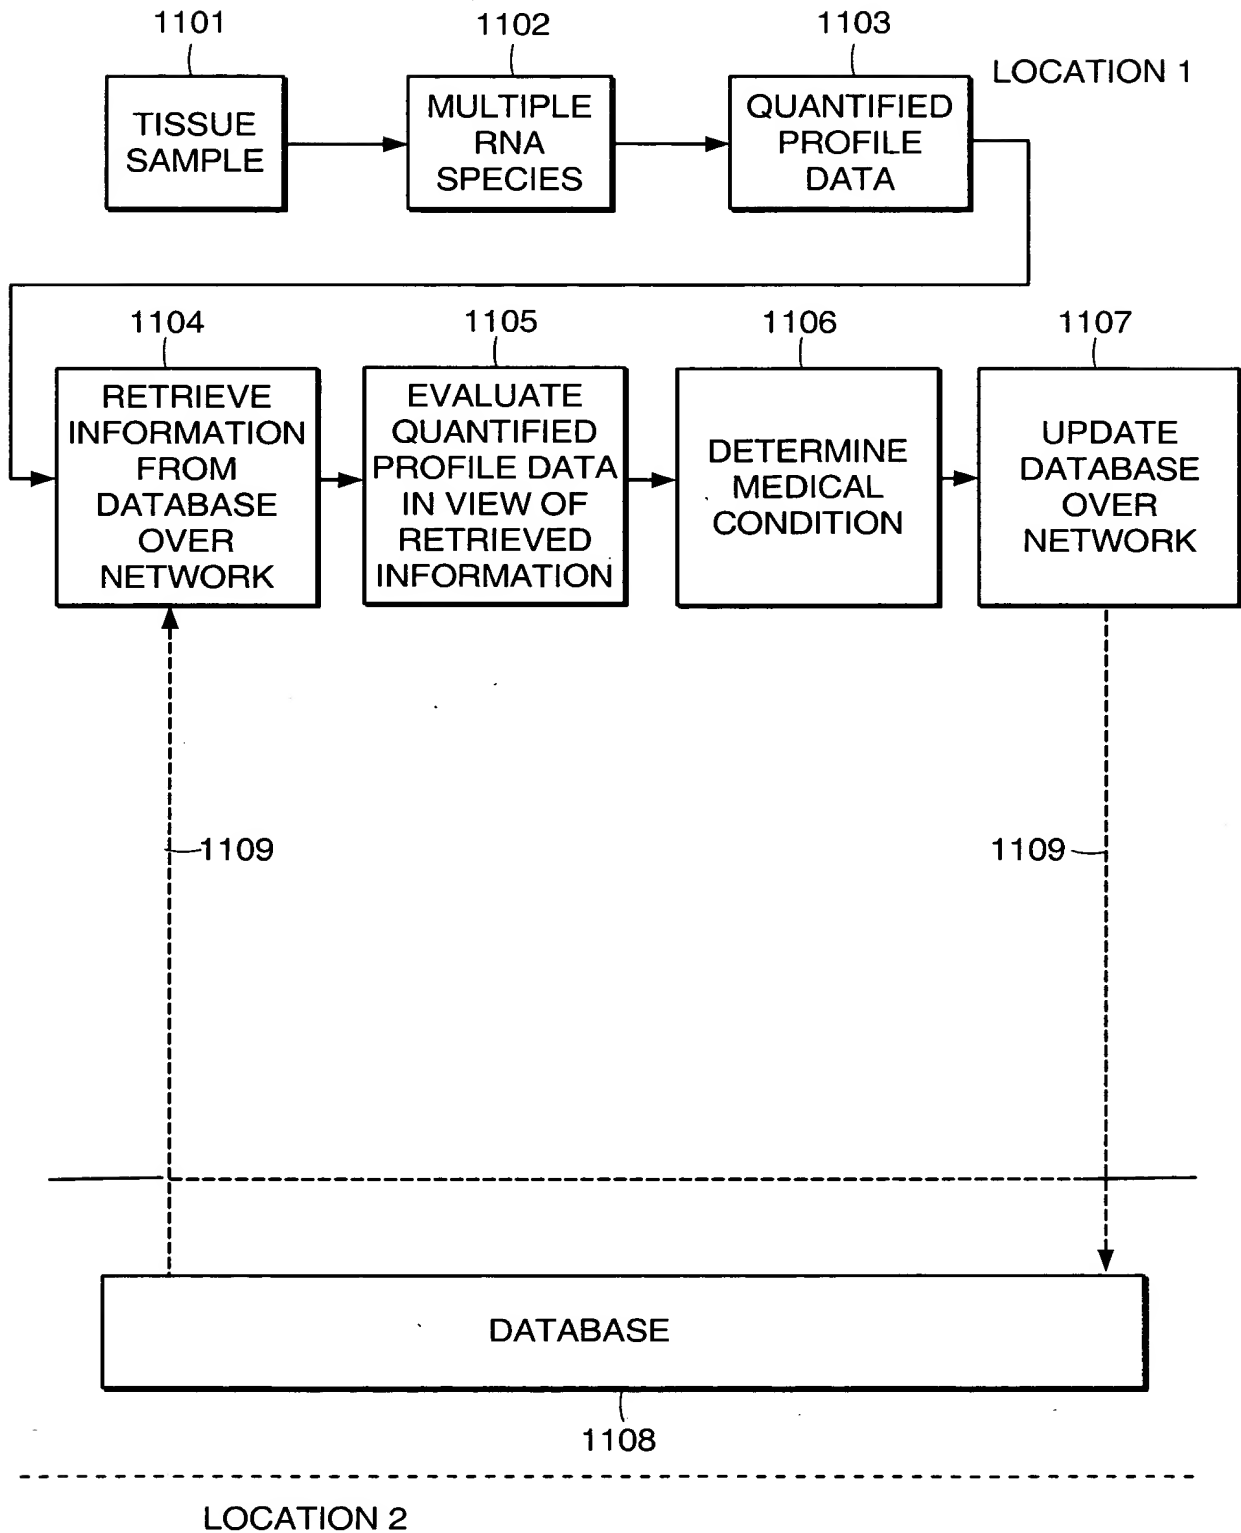 1101
1102
1103
LOCATION 1
TISSUE
SAMPLE
MULTIPLE
RNA
SPECIES
QUANTIFIED
PROFILE
DATA
1104
1105
1106
1107
RETRIEVE
INFORMATION
FROM
DATABASE
OVER
NETWORK
EVALUATE
QUANTIFIED
PROFILE DATA
IN VIEW OF
RETRIEVED
INFORMATION
DETERMINE
MEDICAL
CONDITION
UPDATE
DATABASE
OVER
NETWORK
1109
1109
DATABASE
1108
LOCATION 2